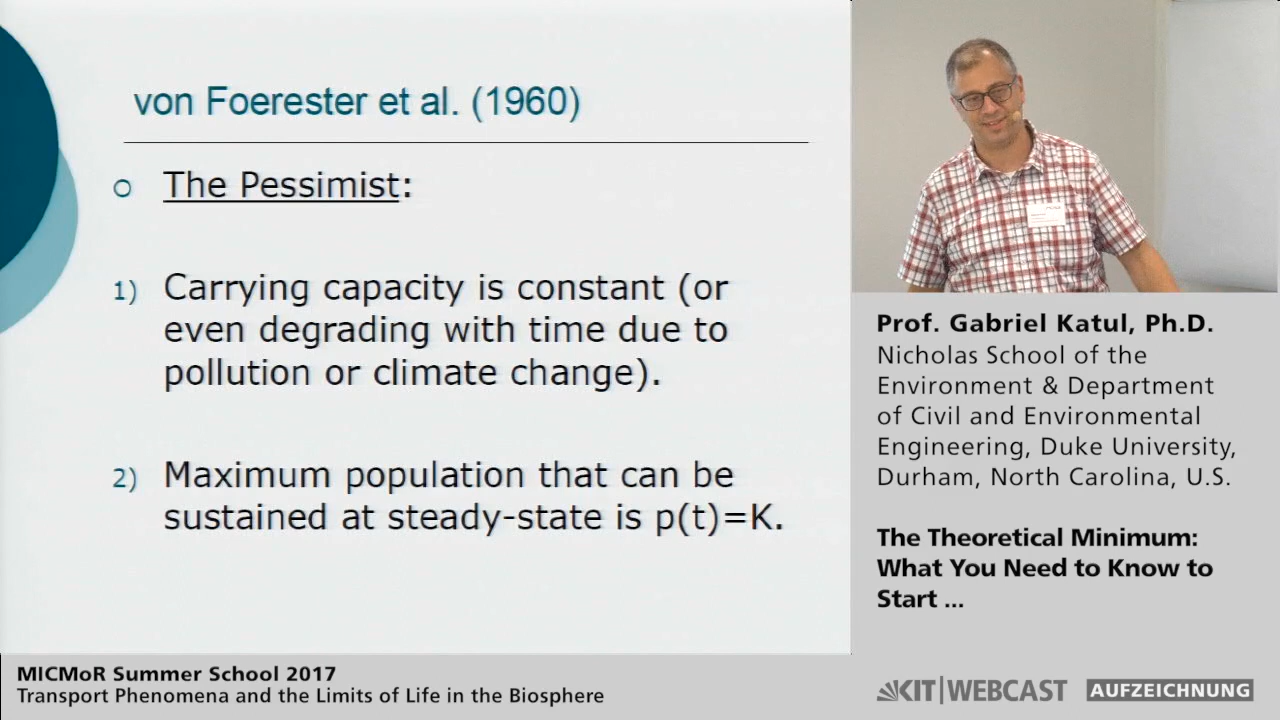 von Foerester et al. (1960)
The Pessimist:
1) Carrying capacity is constant (or
even degrading with time due to
pollution or climate change).
2) Maximum population that can be
sustained at steady-state is p(t)=K.
Prof. Gabriel Katul, Ph.D.
Nicholas School of the
Environment & Department
of Civil and Environmental
Engineering, Duke University,
Durham, North Carolina, U.S.
The Theoretical Minimum:
What You Need to Know to
Start ...
MICMoR Summer School 2017
Transport Phenomena and the Limits of Life in the Biosphere
KIT|WEBCAST AUFZEICHNUNG